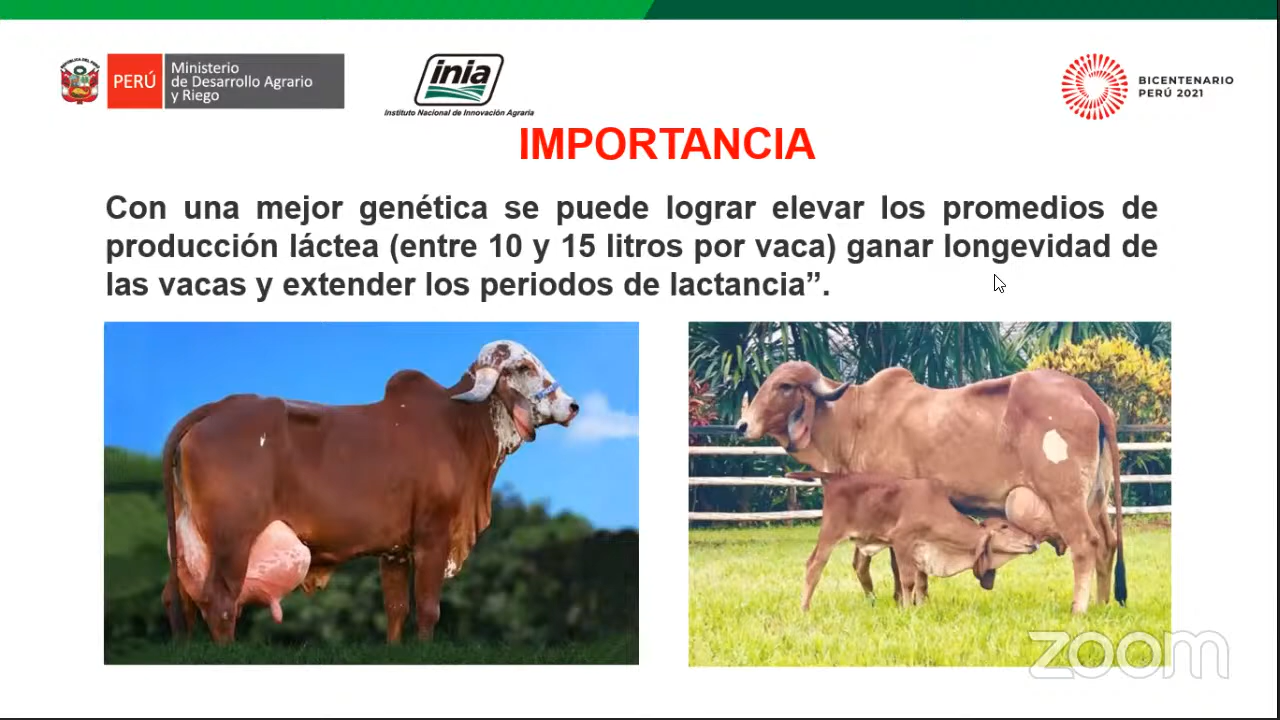 PERÚ
Ministerio
de Desarrollo Agrario
y Riego
inia
Instituto Nacional de Innovación Agraria
BICENTENARIO
PERÚ 2021
IMPORTANCIA
Con una mejor genética se puede lograr elevar los promedios de
producción láctea (entre 10 y 15 litros por vaca) ganar longevidad de
las vacas y extender los periodos de lactancia”.
zoom